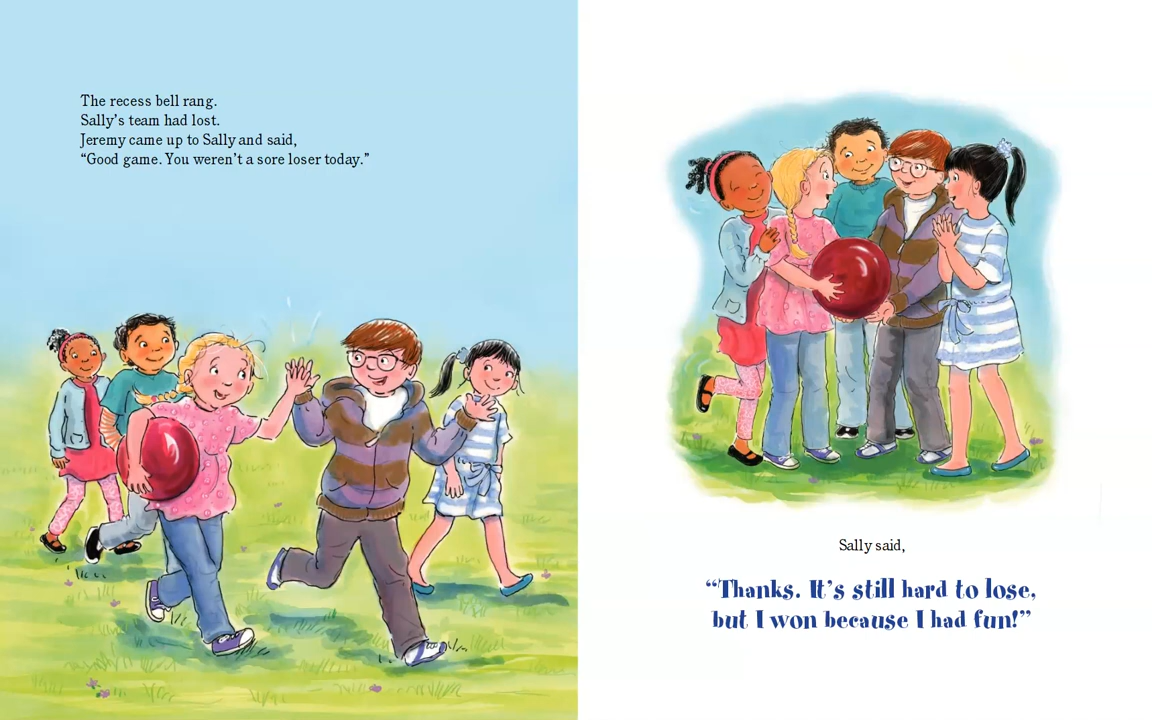 The recess bell rang.
Sally's team had lost.
Jeremy came up to Sally and said,
“Good game. You weren't a sore loser today.”
Sally said,
“Thanks. It's still hard to lose,
but I won because I had fun!”